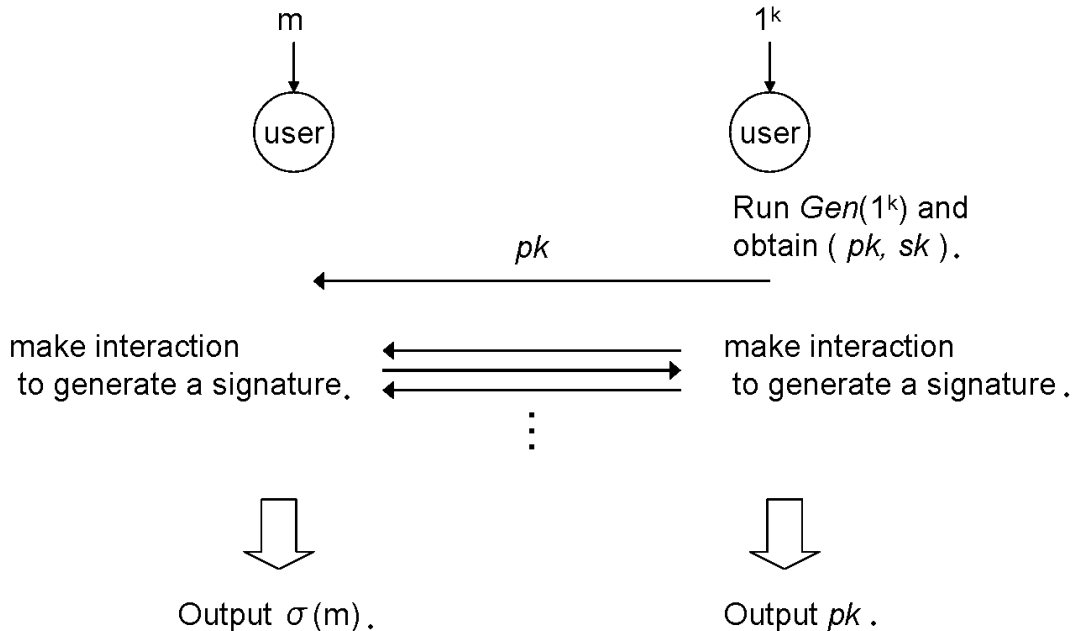 m
1ᵏ
user
user
Run Gen(1ᵏ) and
obtain ( pk, sk ).
pk
make interaction
to generate a signature.
make interaction
to generate a signature.
⋮
Output σ(m).
Output pk.